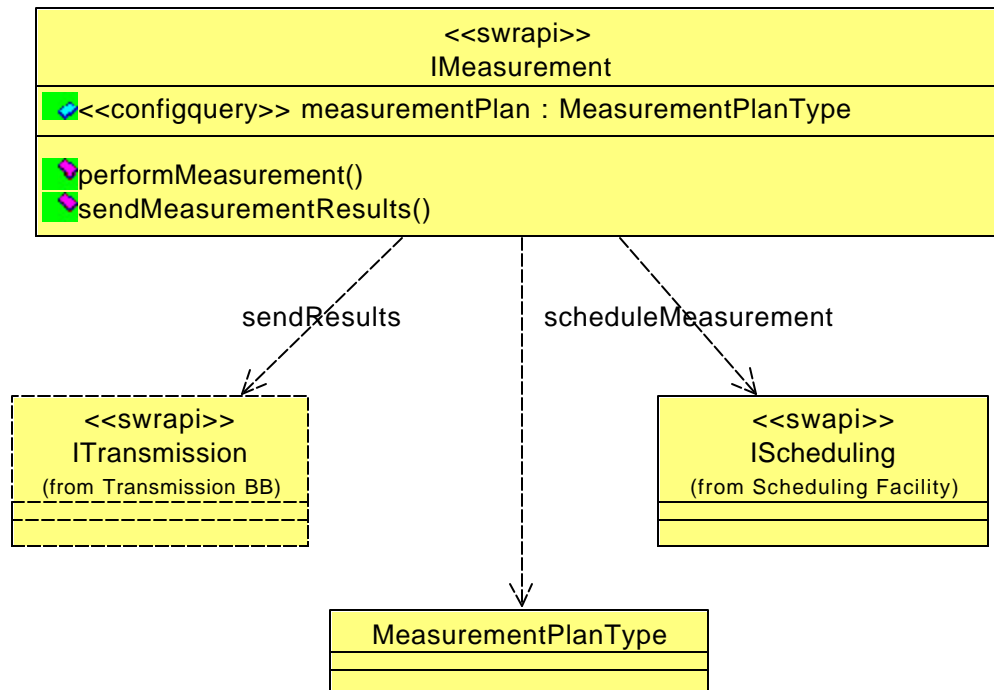 <<swrapi>>
IMeasurement
<<configquery>> measurementPlan : MeasurementPlanType
performMeasurement()
sendMeasurementResults()
sendResults
scheduleMeasurement
<<swrapi>>
ITransmission
(from Transmission BB)
<<swapi>>
IScheduling
(from Scheduling Facility)
MeasurementPlanType